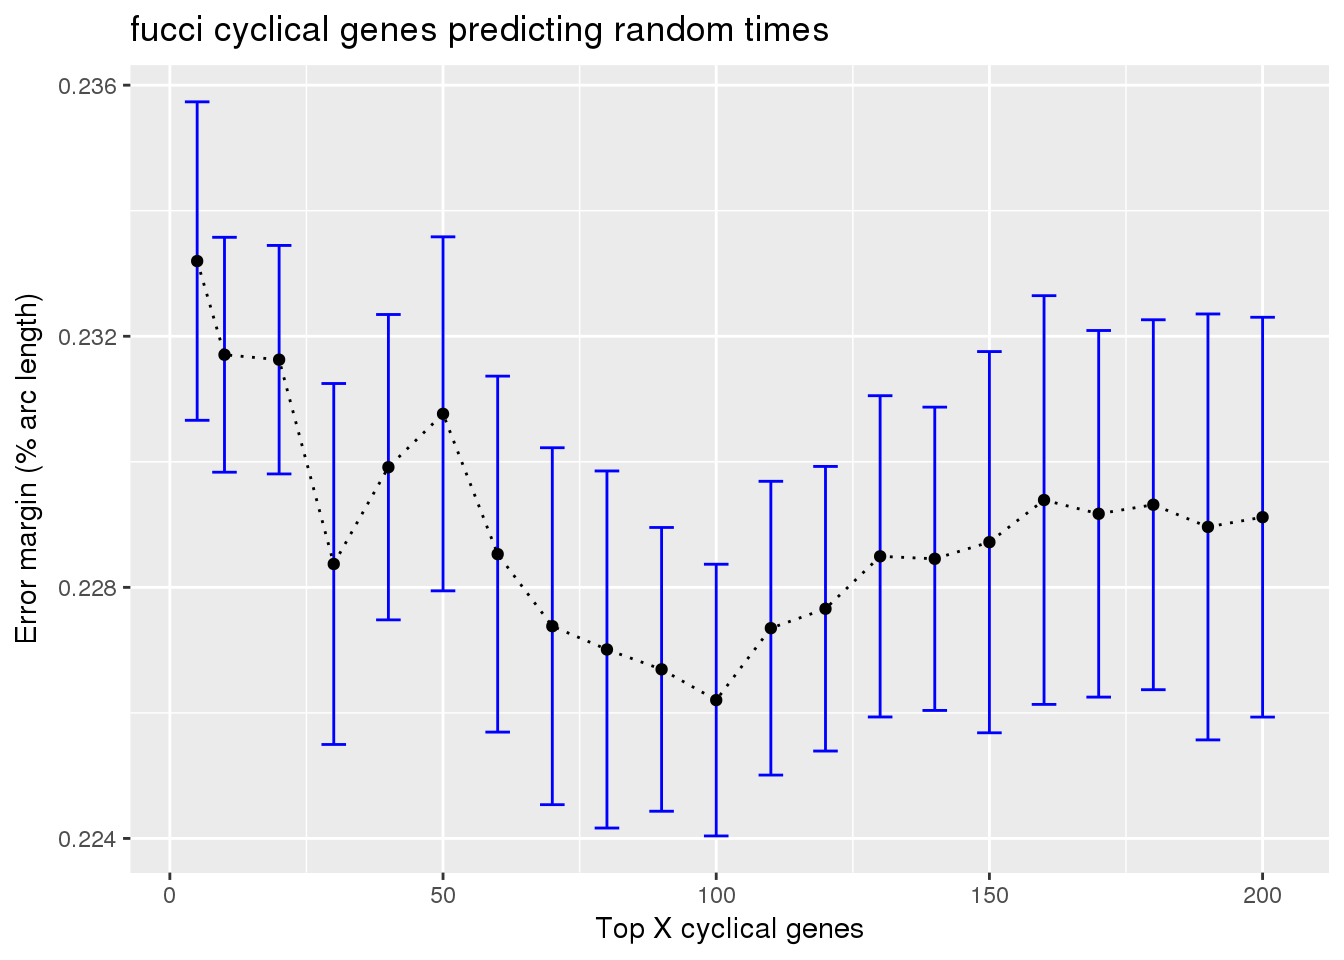 fucci cyclical genes predicting random times
0.236
0.232
0.228
0.224
Error margin (% arc length)
0 50 100 150 200
Top X cyclical genes